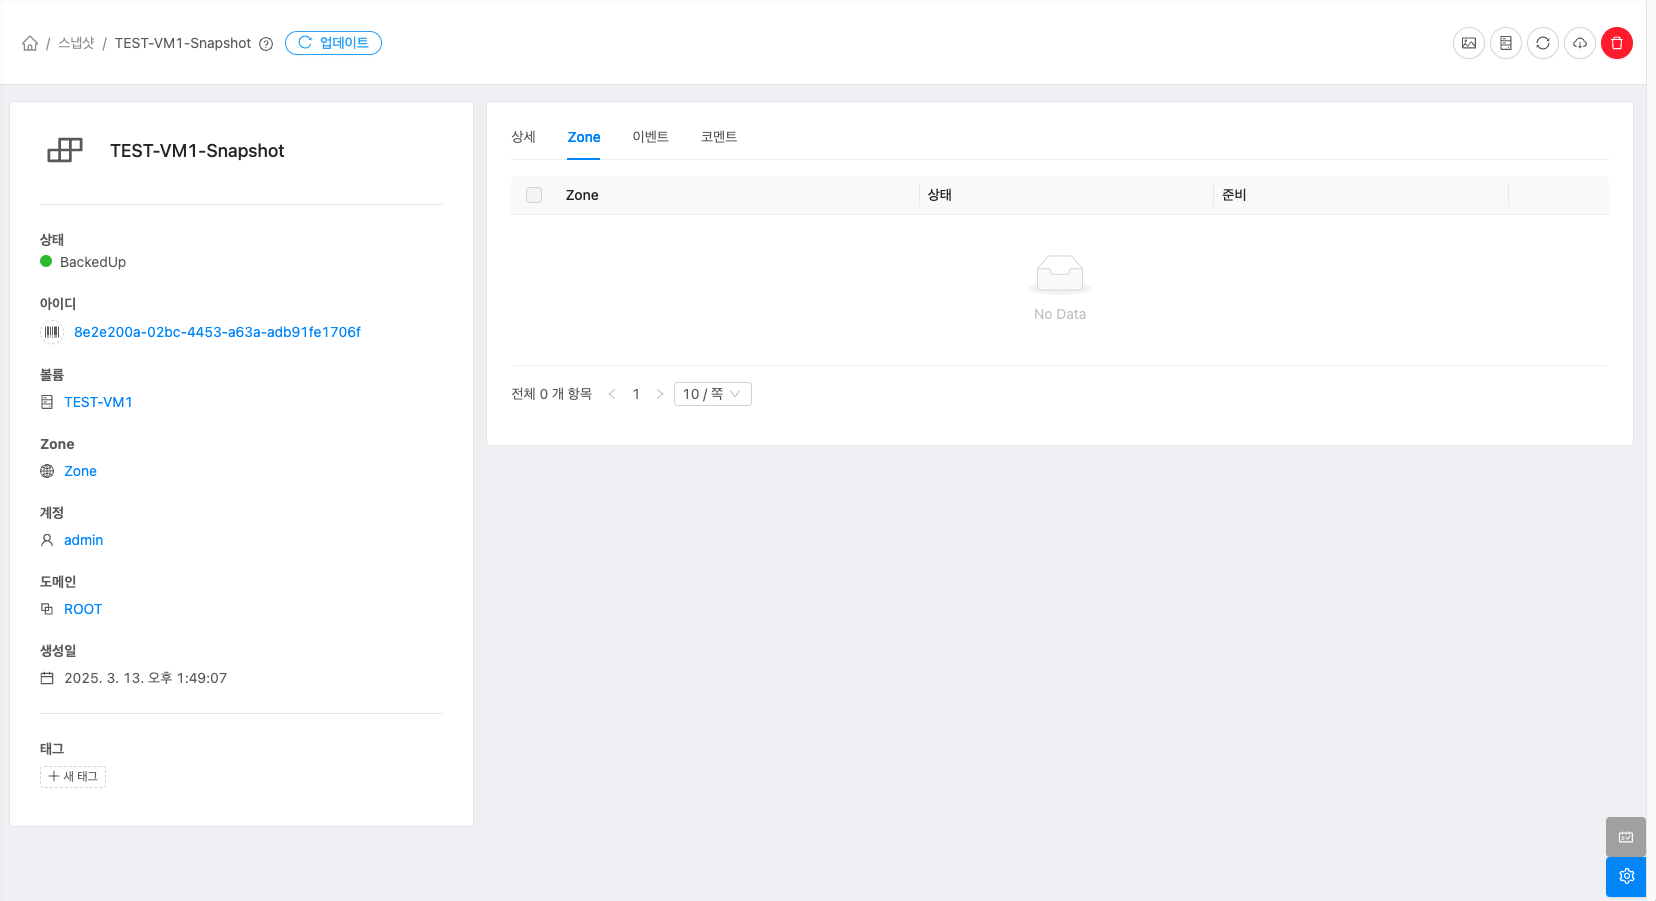 / 스냅샷 / TEST-VM1-Snapshot 업데이트
TEST-VM1-Snapshot
상태
BackedUp
아이디
8e2e200a-02bc-4453-a63a-adb91fe1706f
볼륨
TEST-VM1
Zone
Zone
계정
admin
도메인
ROOT
생성일
2025. 3. 13. 오후 1:49:07
태그
+ 새 태그
상세 Zone 이벤트 코멘트
Zone 상태 준비
No Data
전체 0 개 항목 < 1 > 10 / 쪽